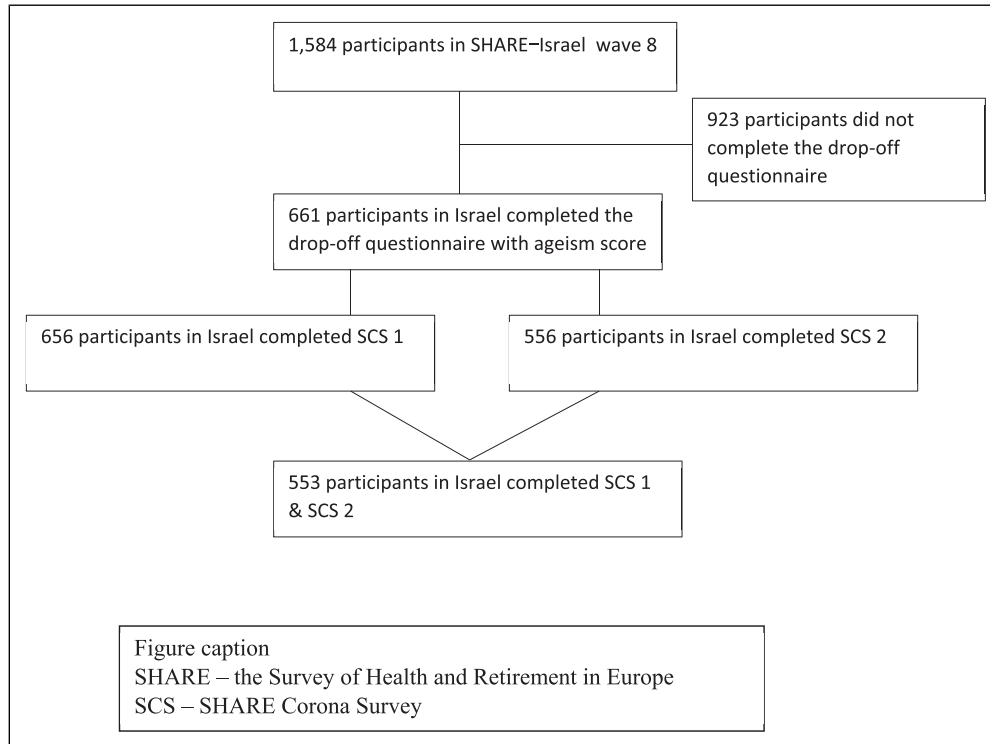 1,584 participants in SHARE–Israel wave 8
923 participants did not
complete the drop-off
questionnaire
661 participants in Israel completed the
drop-off questionnaire with ageism score
656 participants in Israel completed SCS 1
556 participants in Israel completed SCS 2
553 participants in Israel completed SCS 1
& SCS 2
Figure caption
SHARE – the Survey of Health and Retirement in Europe
SCS – SHARE Corona Survey